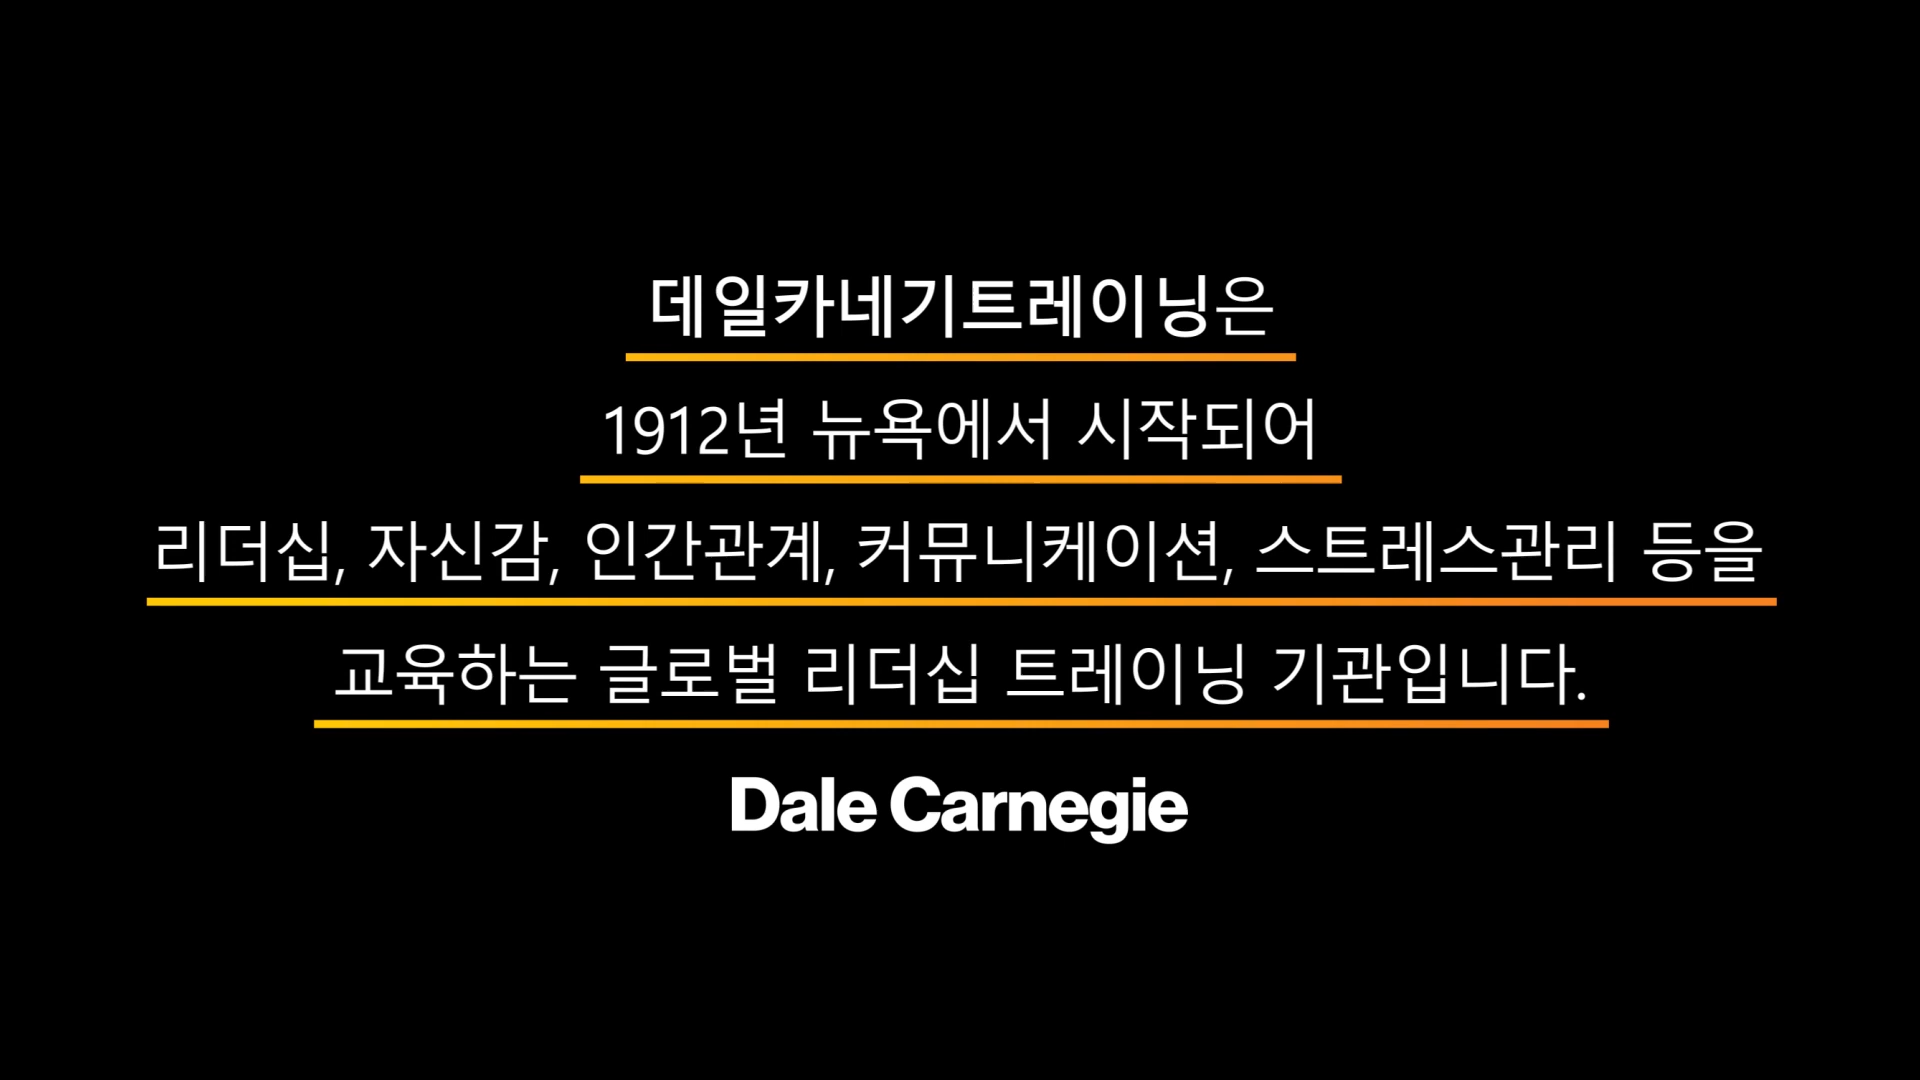 데일카네기트레이닝은
1912년 뉴욕에서 시작되어
리더십, 자신감, 인간관계, 커뮤니케이션, 스트레스관리 등을
교육하는 글로벌 리더십 트레이닝 기관입니다.
Dale Carnegie